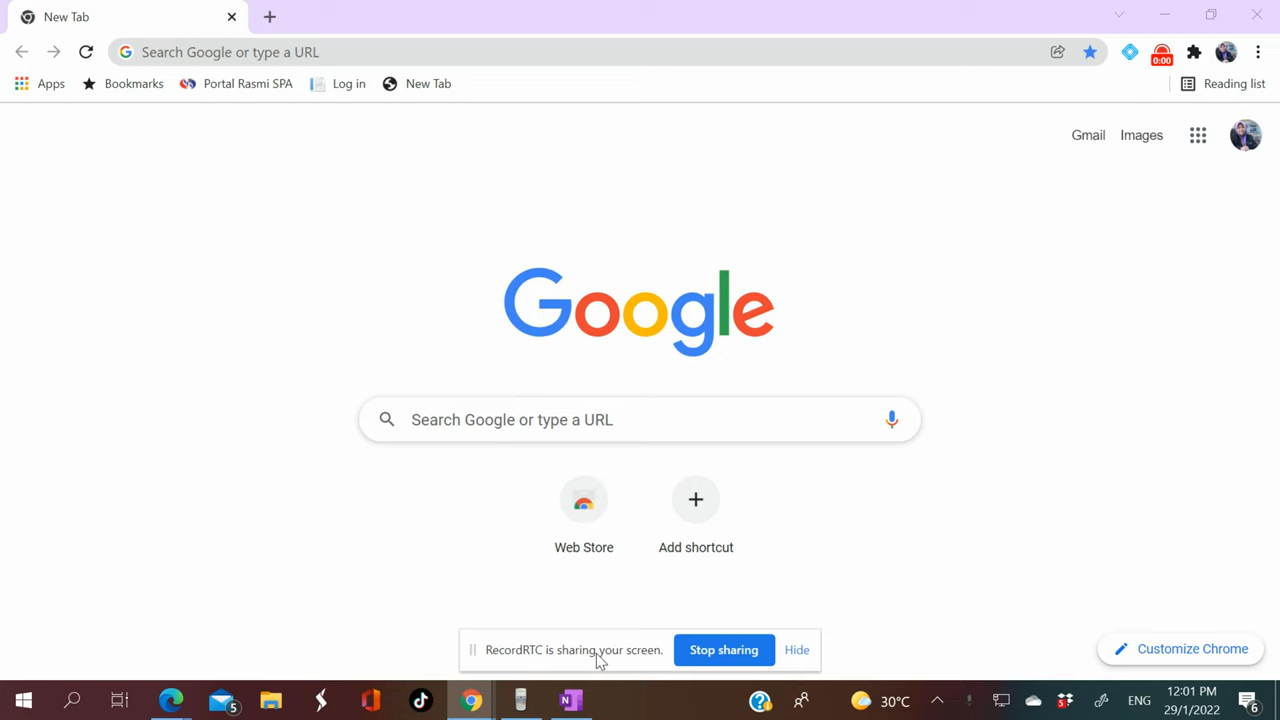 New Tab
Search Google or type a URL
0:00
Apps
Bookmarks
Portal Rasmi SPA
Log in
New Tab
Reading list
Gmail
Images
Google
Search Google or type a URL
Web Store
Add shortcut
RecordRTC is sharing your screen.
Stop sharing
Hide
Customize Chrome
5
30°C
5
ENG
12:01 PM
29/1/2022
6